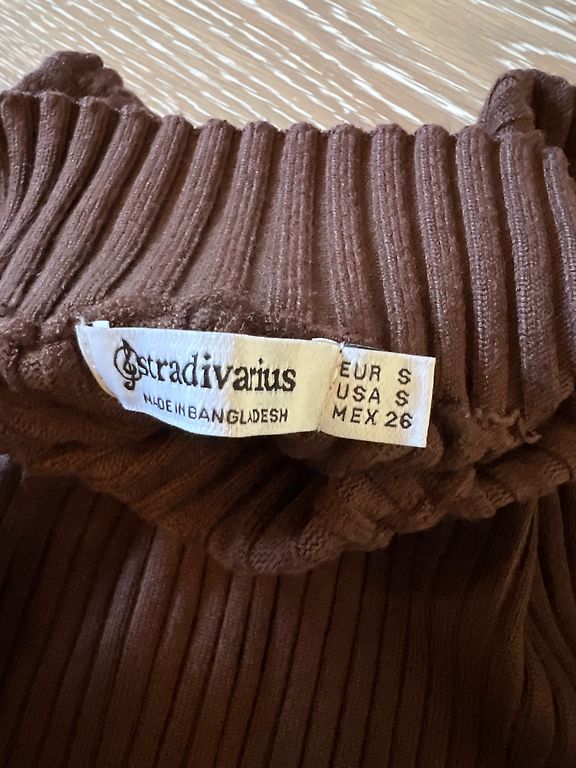 stradivarius
MADE IN BANGLADESH
EUR S
USA S
MEX 26